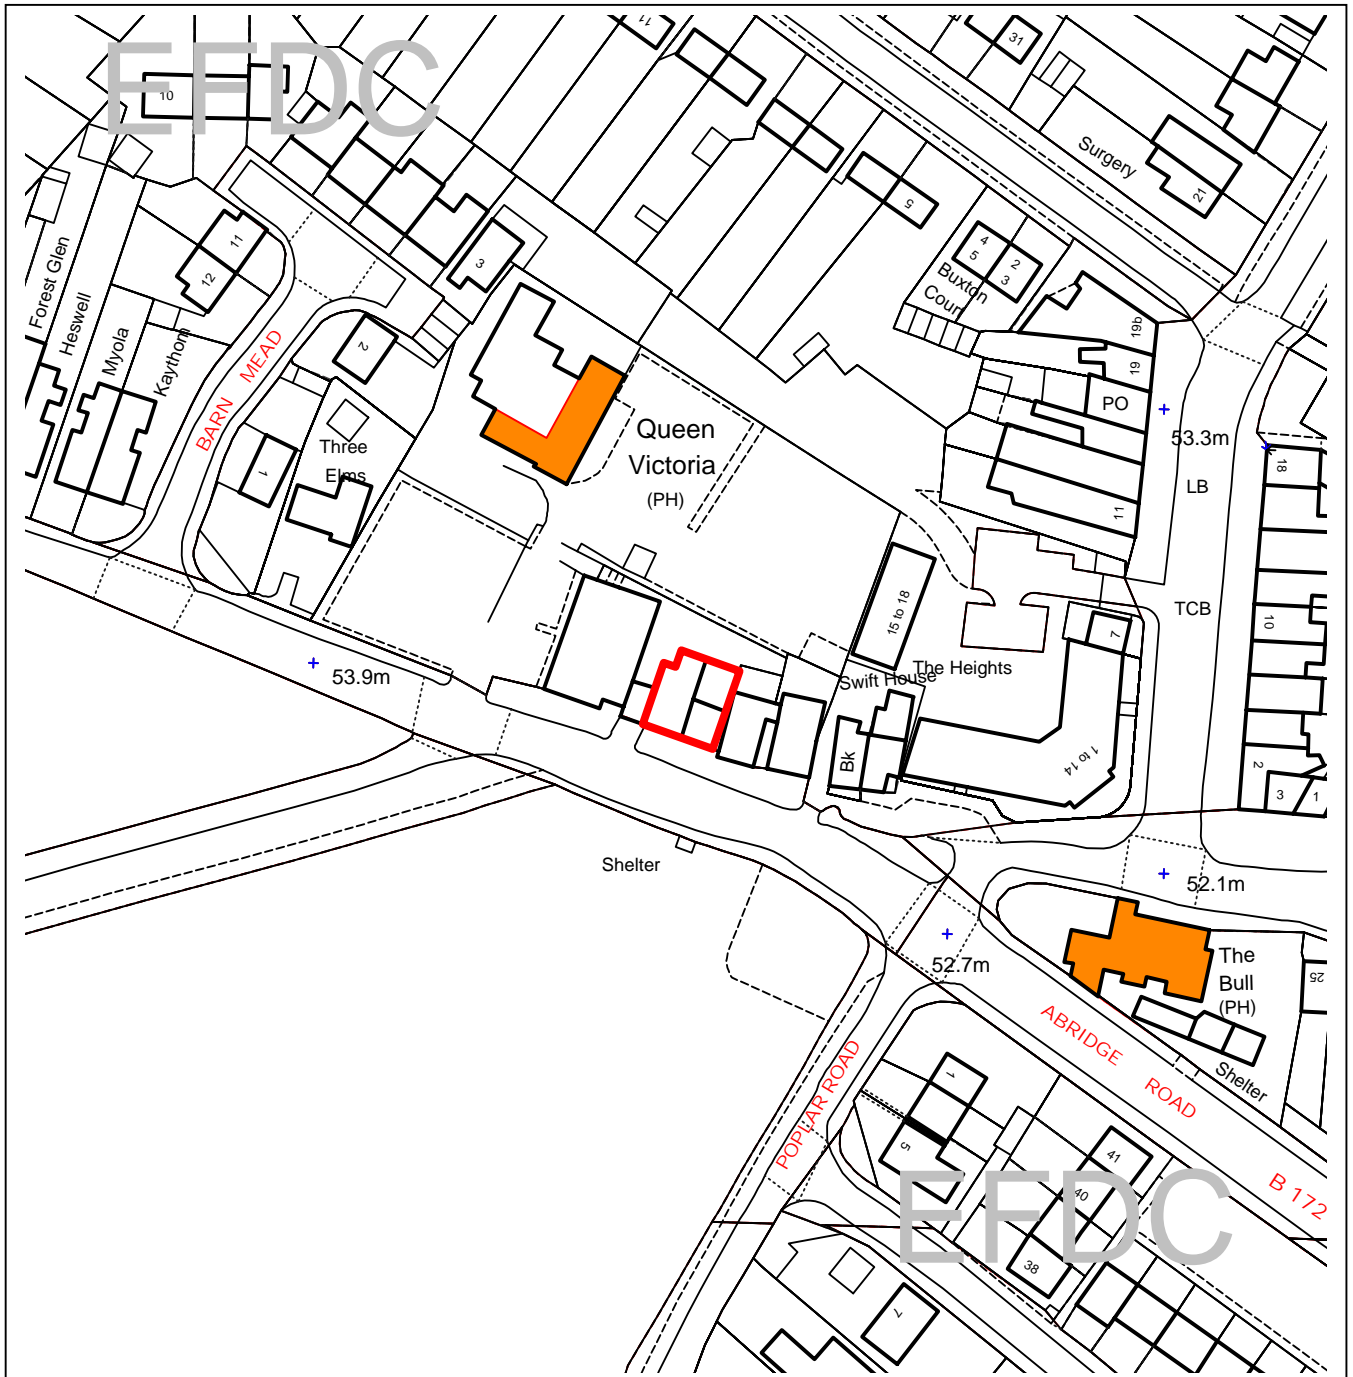 EFDC
10
11
31
Surgery
21
5
4
5
2
3
Buxton
Court
3
11
12
2
1
Forest Glen
Heswell
Myola
Kaythorn
BARN MEAD
Three
Elms
Queen
Victoria
(PH)
19b
19
PO
11
53.3m
LB
18
TCB
10
2
3
1
15 to 18
The Heights
Swift House
7
1 to 14
Bk
53.9m
Shelter
52.1m
52.7m
The
Bull
(PH)
25
Shelter
ABRIDGE ROAD
B 172
POPLAR ROAD
1
5
41
40
38
7
EFDC